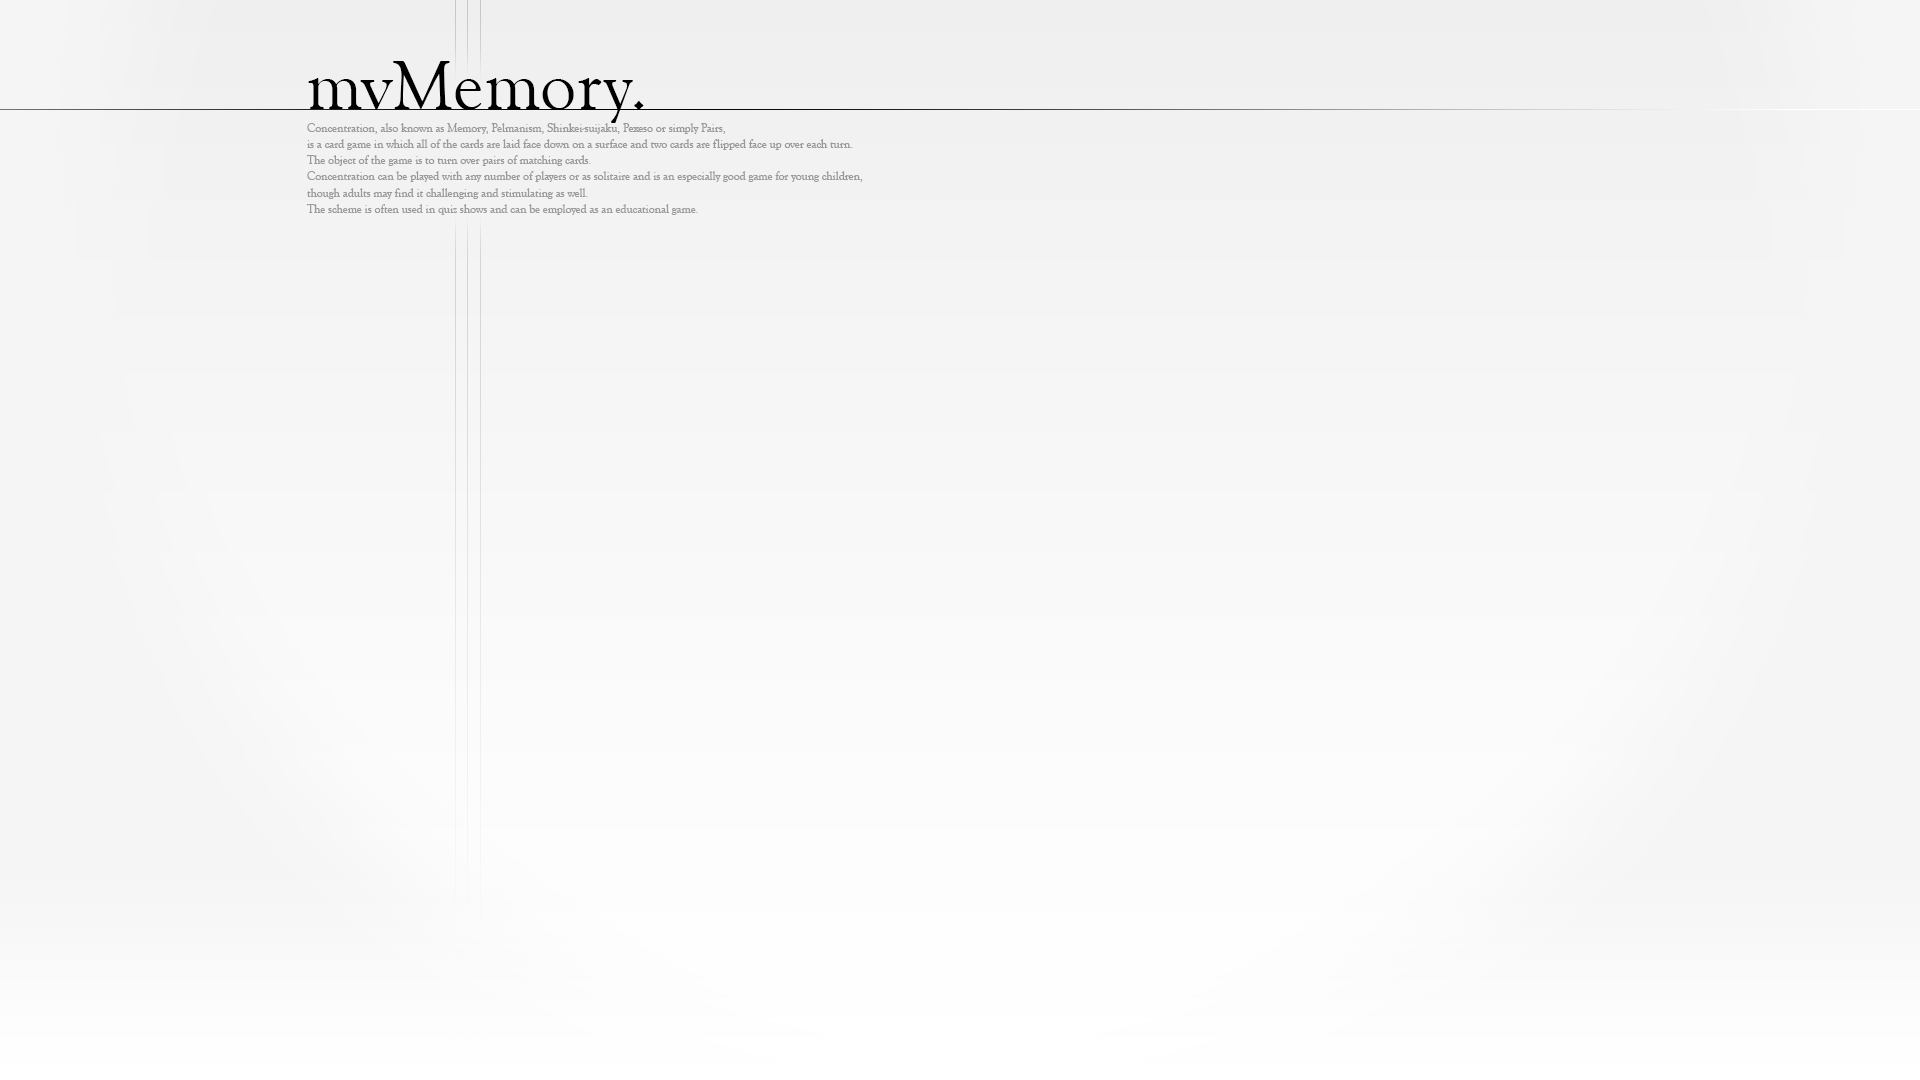 mvMemory.
Concentration, also known as Memory, Pelmanism, Shinkei-suijaku, Pexeso or simply Pairs,
is a card game in which all of the cards are laid face down on a surface and two cards are flipped face up over each turn.
The object of the game is to turn over pairs of matching cards.
Concentration can be played with any number of players or as solitaire and is an especially good game for young children,
though adults may find it challenging and stimulating as well.
The scheme is often used in quiz shows and can be employed as an educational game.